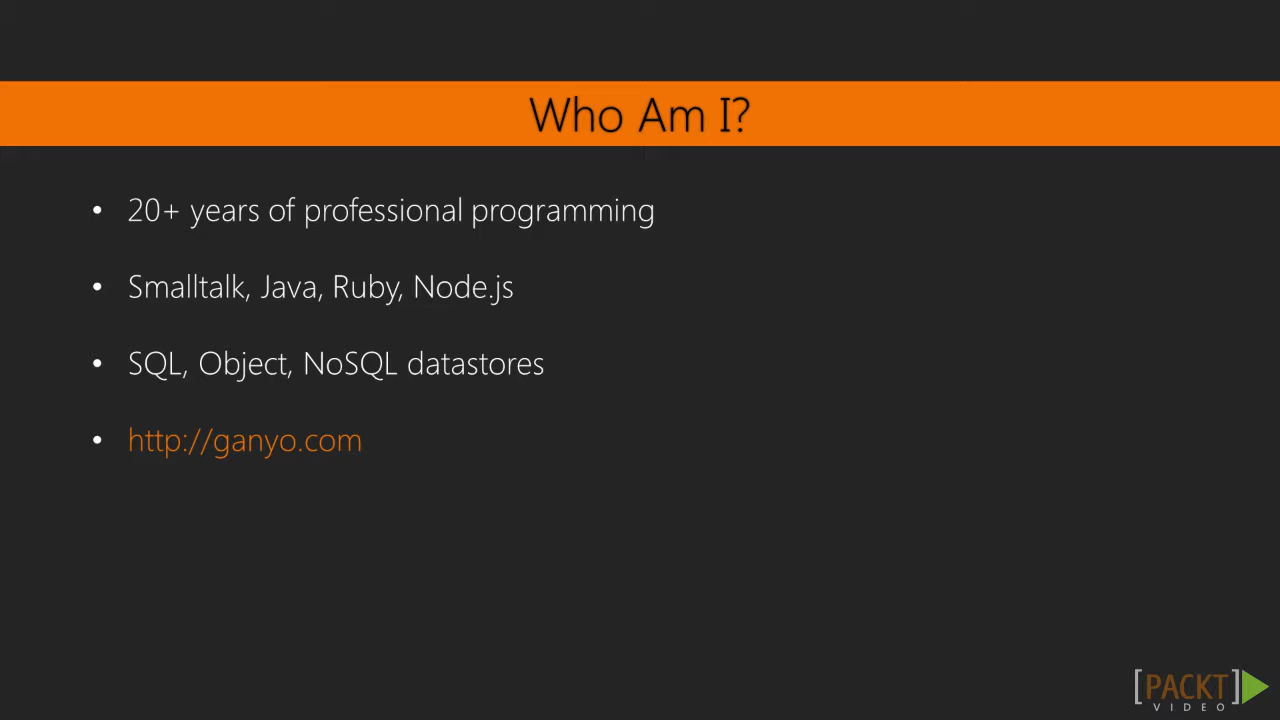 Who Am I?
• 20+ years of professional programming
• Smalltalk, Java, Ruby, Node.js
• SQL, Object, NoSQL datastores
• http://ganyo.com
[PACKT]
VIDEO